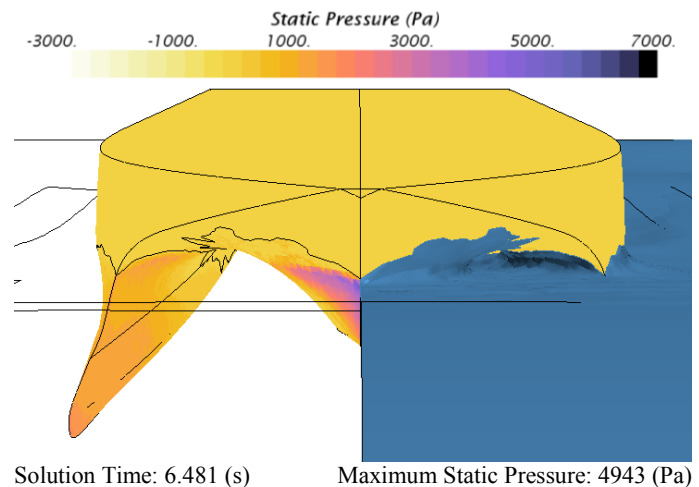 Static Pressure (Pa)
-3000. -1000. 1000. 3000. 5000. 7000.
Solution Time: 6.481 (s) Maximum Static Pressure: 4943 (Pa)